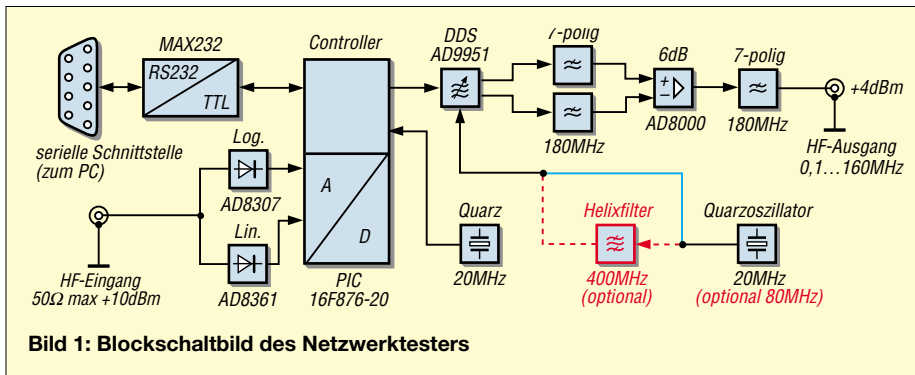 MAX232
RS232
TTL
serielle Schnittstelle
(zum PC)
Log.
AD8307
Lin.
AD8361
HF-Eingang
50Ω max +10dBm
Controller
A
D
PIC
16F876-20
Quarz
20MHz
DDS
AD9951
7-polig
180MHz
6dB
+
−
AD8000
7-polig
180MHz
+4dBm
HF-Ausgang
0,1...160MHz
Helixfilter
400MHz
(optional)
Quarzoszillator
20MHz
(optional 80MHz)
Bild 1: Blockschaltbild des Netzwerktesters